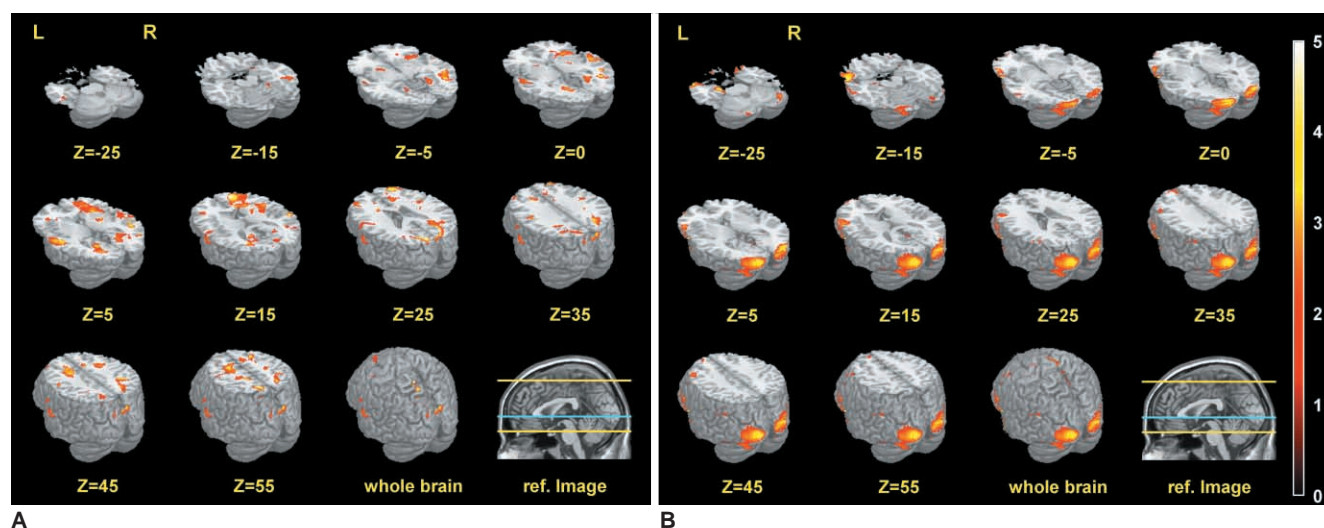 L R
Z=-25 Z=-15 Z=-5 Z=0
Z=5 Z=15 Z=25 Z=35
Z=45 Z=55 whole brain ref. Image
A
L R
Z=-25 Z=-15 Z=-5 Z=0
Z=5 Z=15 Z=25 Z=35
Z=45 Z=55 whole brain ref. Image
5
4
3
2
1
0
B